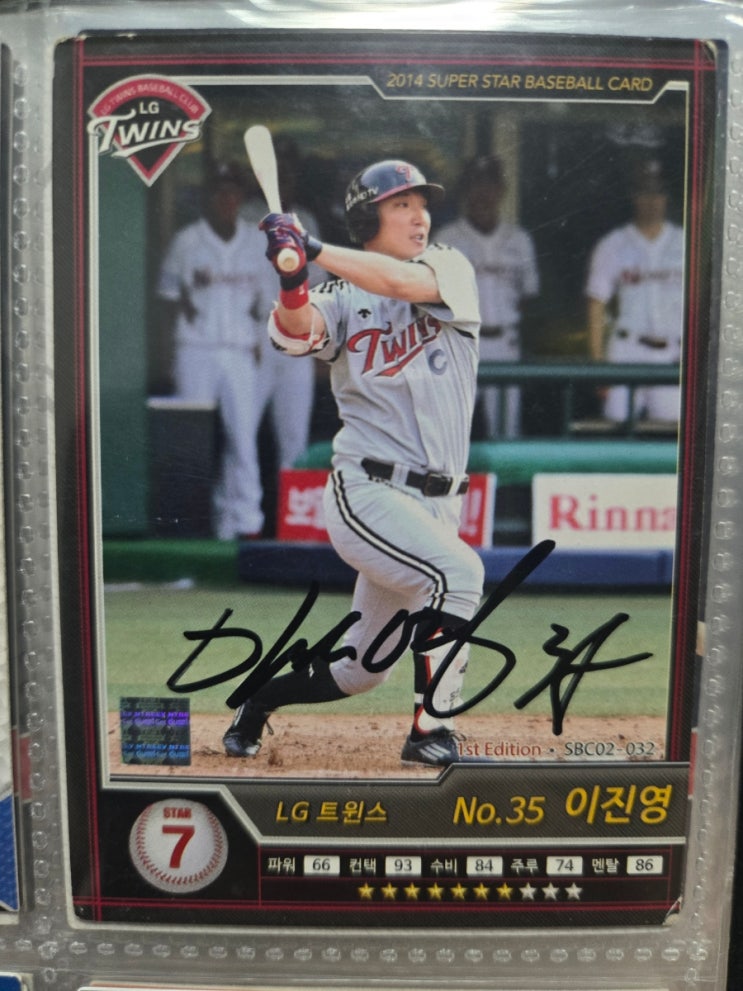 2014 SUPER STAR BASEBALL CARD
LG TWINS BASEBALL CLUB
LG
TWINS
Rinna
1st Edition • SBC02-032
STAR
7
LG 트윈스
No.35 이진영
파워 66 컨택 93 수비 84 주루 74 멘탈 86